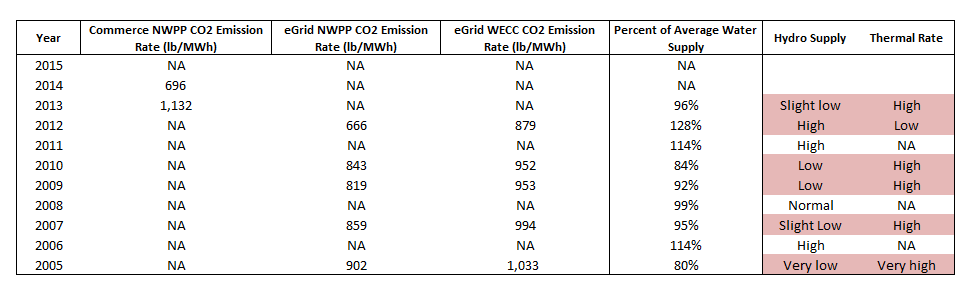 Year Commerce NWPP CO2 Emission Rate (lb/MWh) eGrid NWPP CO2 Emission Rate (lb/MWh) eGrid WECC CO2 Emission Rate (lb/MWh) Percent of Average Water Supply Hydro Supply Thermal Rate
2015 NA NA NA NA
2014 696 NA NA NA
2013 1,132 NA NA 96% Slight low High
2012 NA 666 879 128% High Low
2011 NA NA NA 114% High NA
2010 NA 843 952 84% Low High
2009 NA 819 953 92% Low High
2008 NA NA NA 99% Normal NA
2007 NA 859 994 95% Slight Low High
2006 NA NA NA 114% High NA
2005 NA 902 1,033 80% Very low Very high